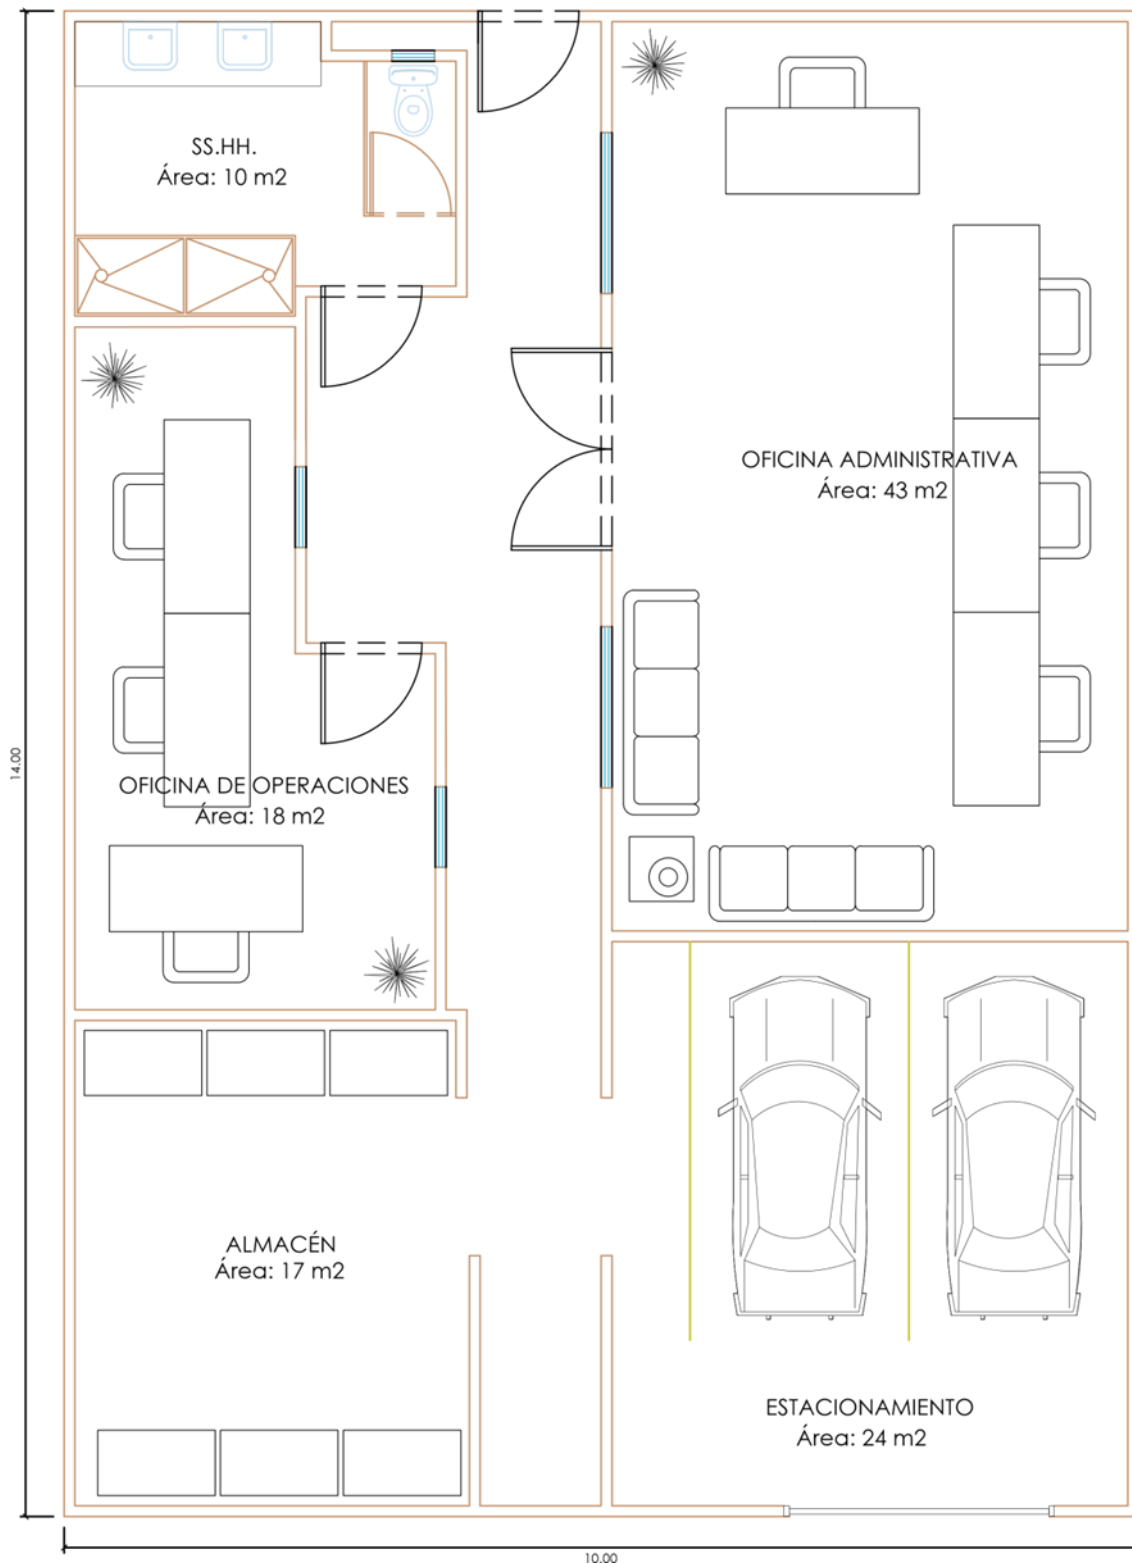 SS.HH.
Área: 10 m2
OFICINA ADMINISTRATIVA
Área: 43 m2
14.00
OFICINA DE OPERACIONES
Área: 18 m2
ALMACÉN
Área: 17 m2
ESTACIONAMIENTO
Área: 24 m2
10.00